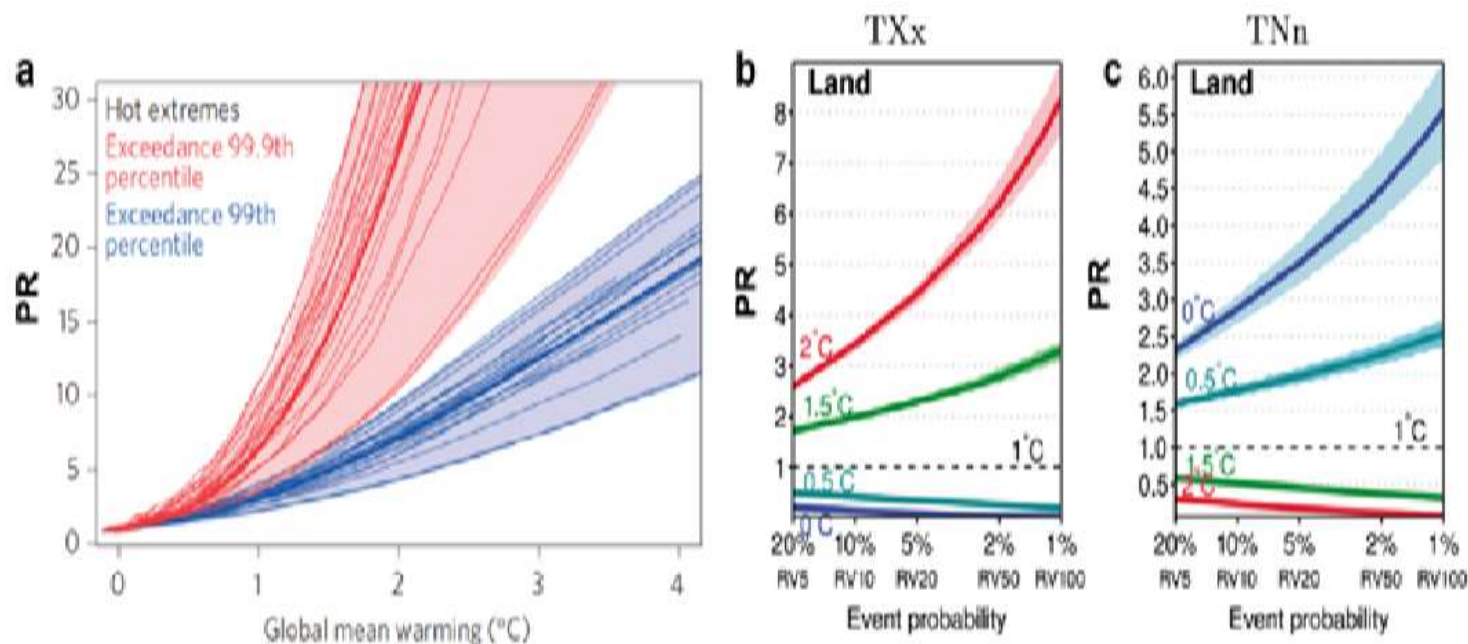 a
Hot extremes
Exceedance 99.9th
percentile
Exceedance 99th
percentile
PR
30
25
20
15
10
5
0
0 1 2 3 4
Global mean warming (°C)
TXx
b
Land
PR
8
7
6
5
4
3
2
1
2°C
1.5°C
1°C
0.5°C
0°C
20% 10% 5% 2% 1%
RV5 RV10 RV20 RV50 RV100
Event probability
TNn
c
Land
PR
6.0
5.5
5.0
4.5
4.0
3.5
3.0
2.5
2.0
1.5
1.0
0.5
0°C
0.5°C
1°C
1.5°C
2°C
20% 10% 5% 2% 1%
RV5 RV10 RV20 RV50 RV100
Event probability